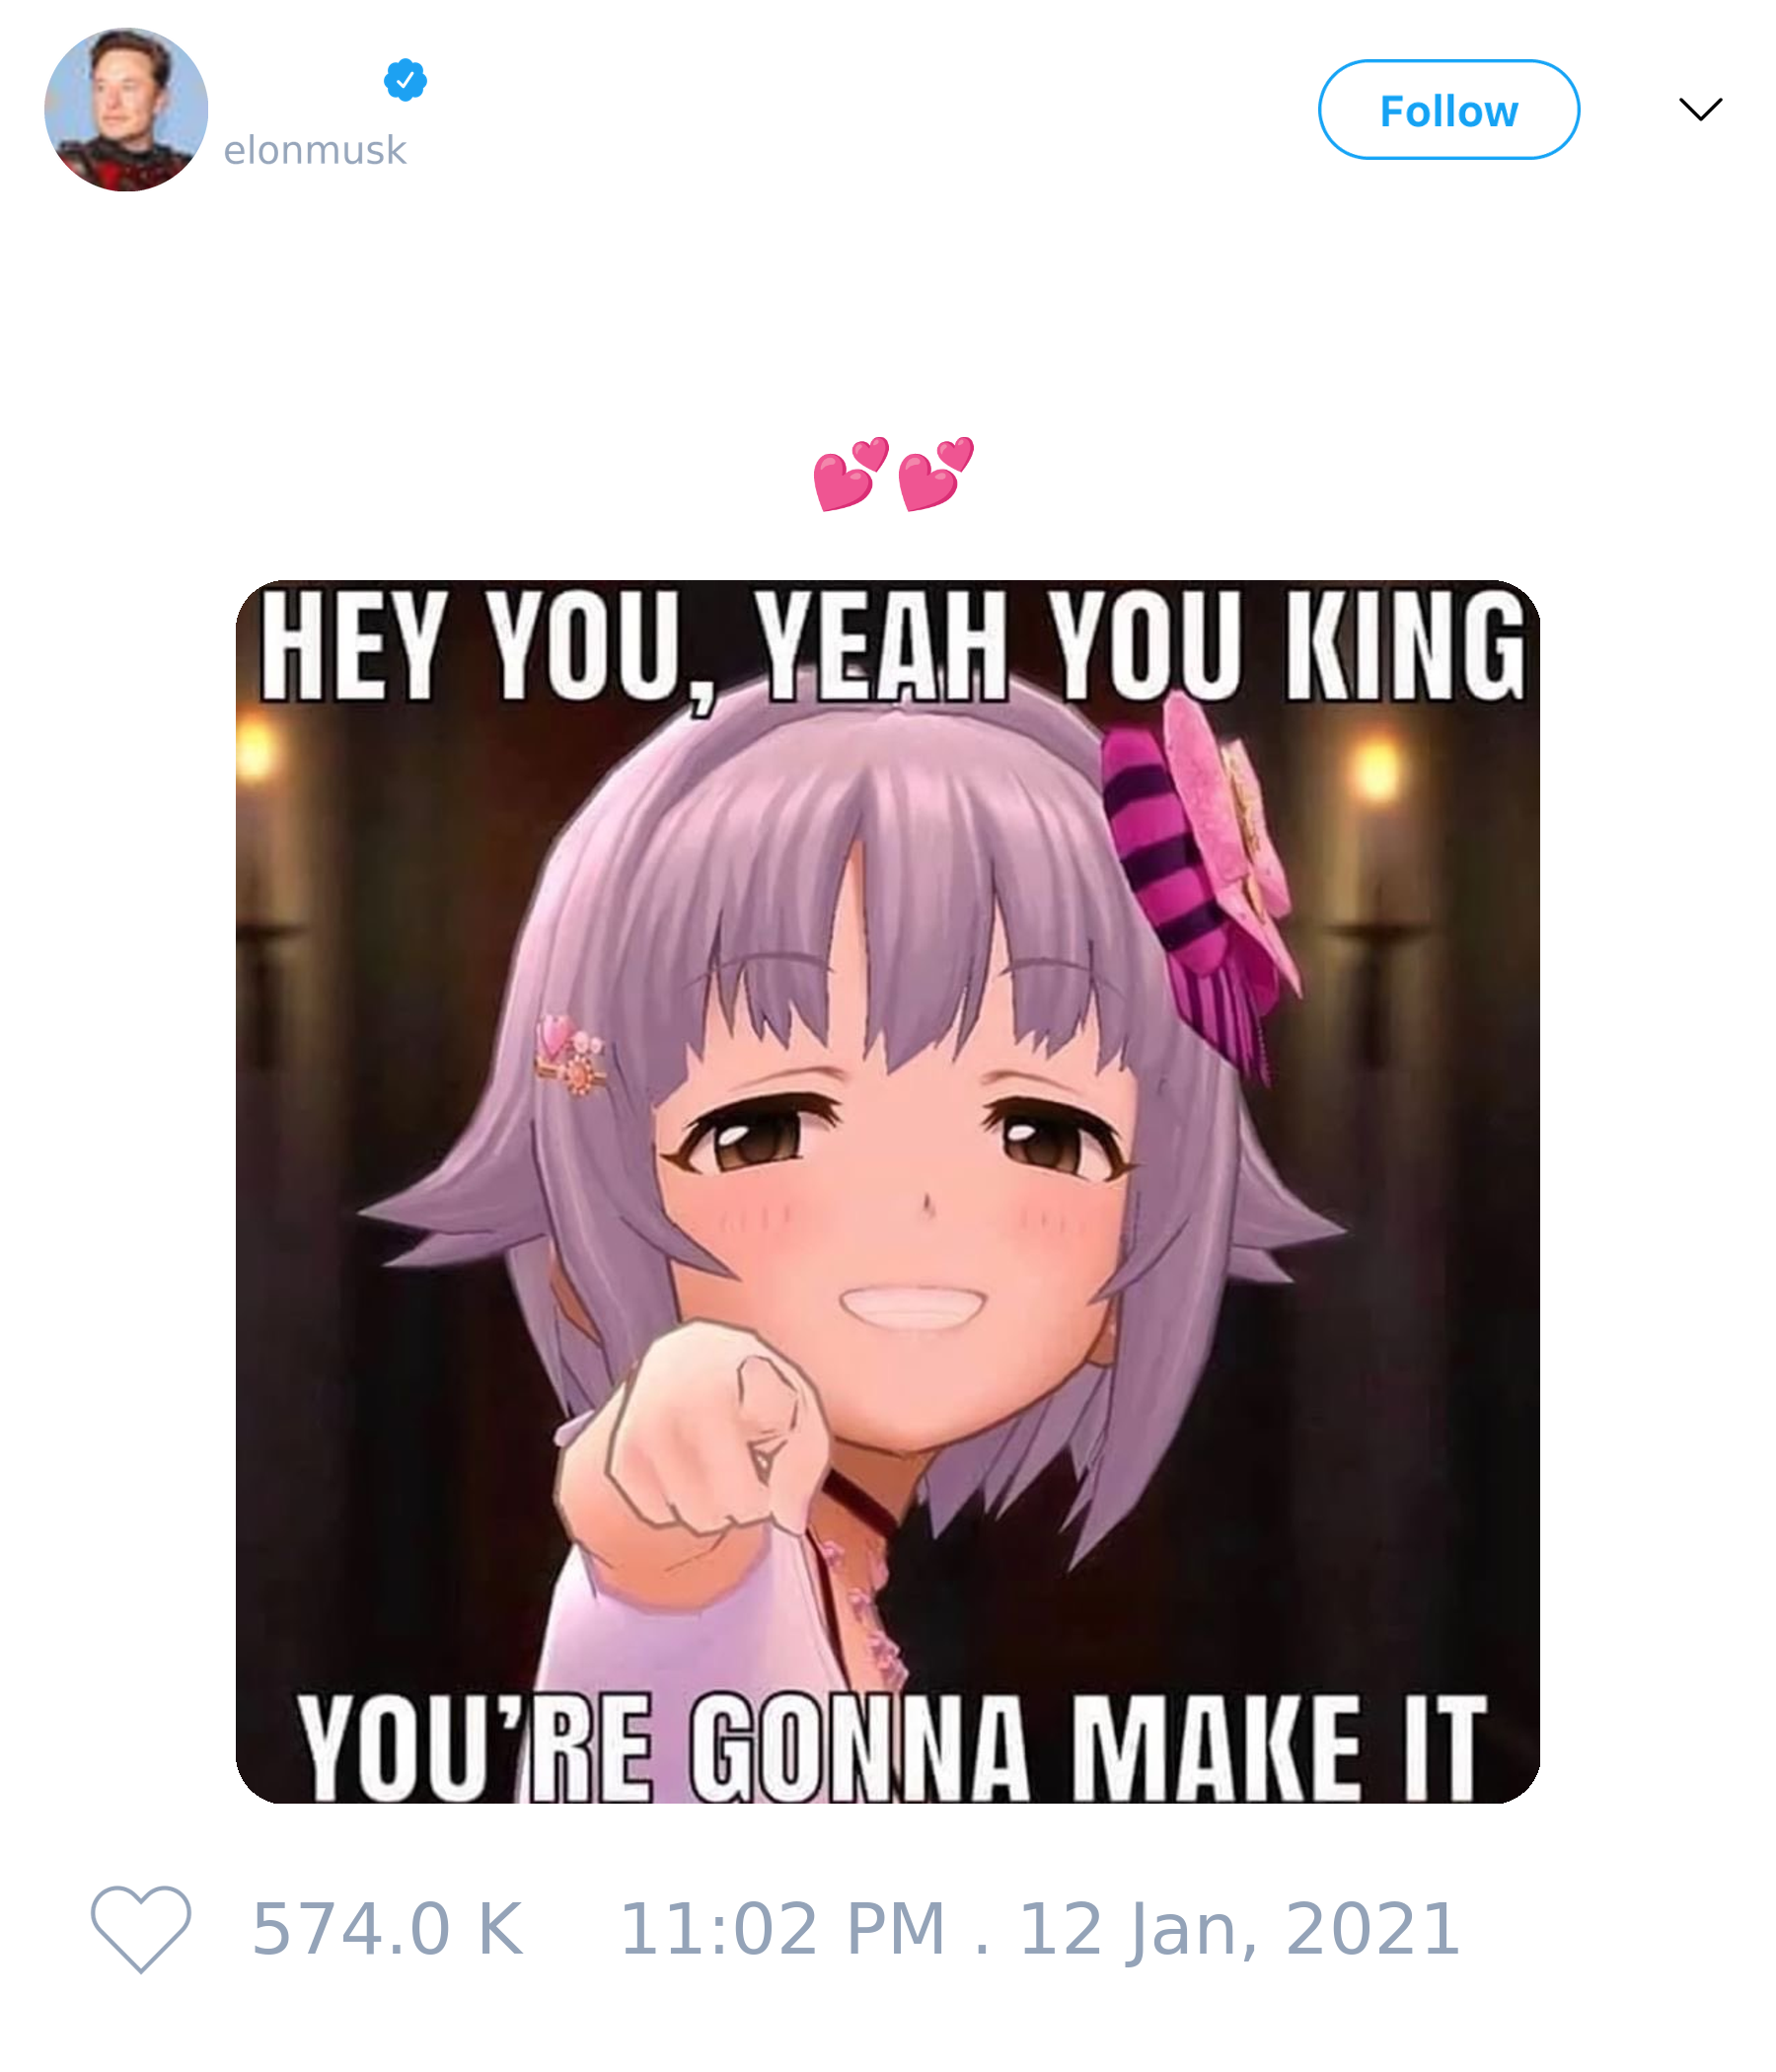 elonmusk
Follow
💕💕
HEY YOU, YEAH YOU KING
YOU'RE GONNA MAKE IT
574.0 K 11:02 PM . 12 Jan, 2021